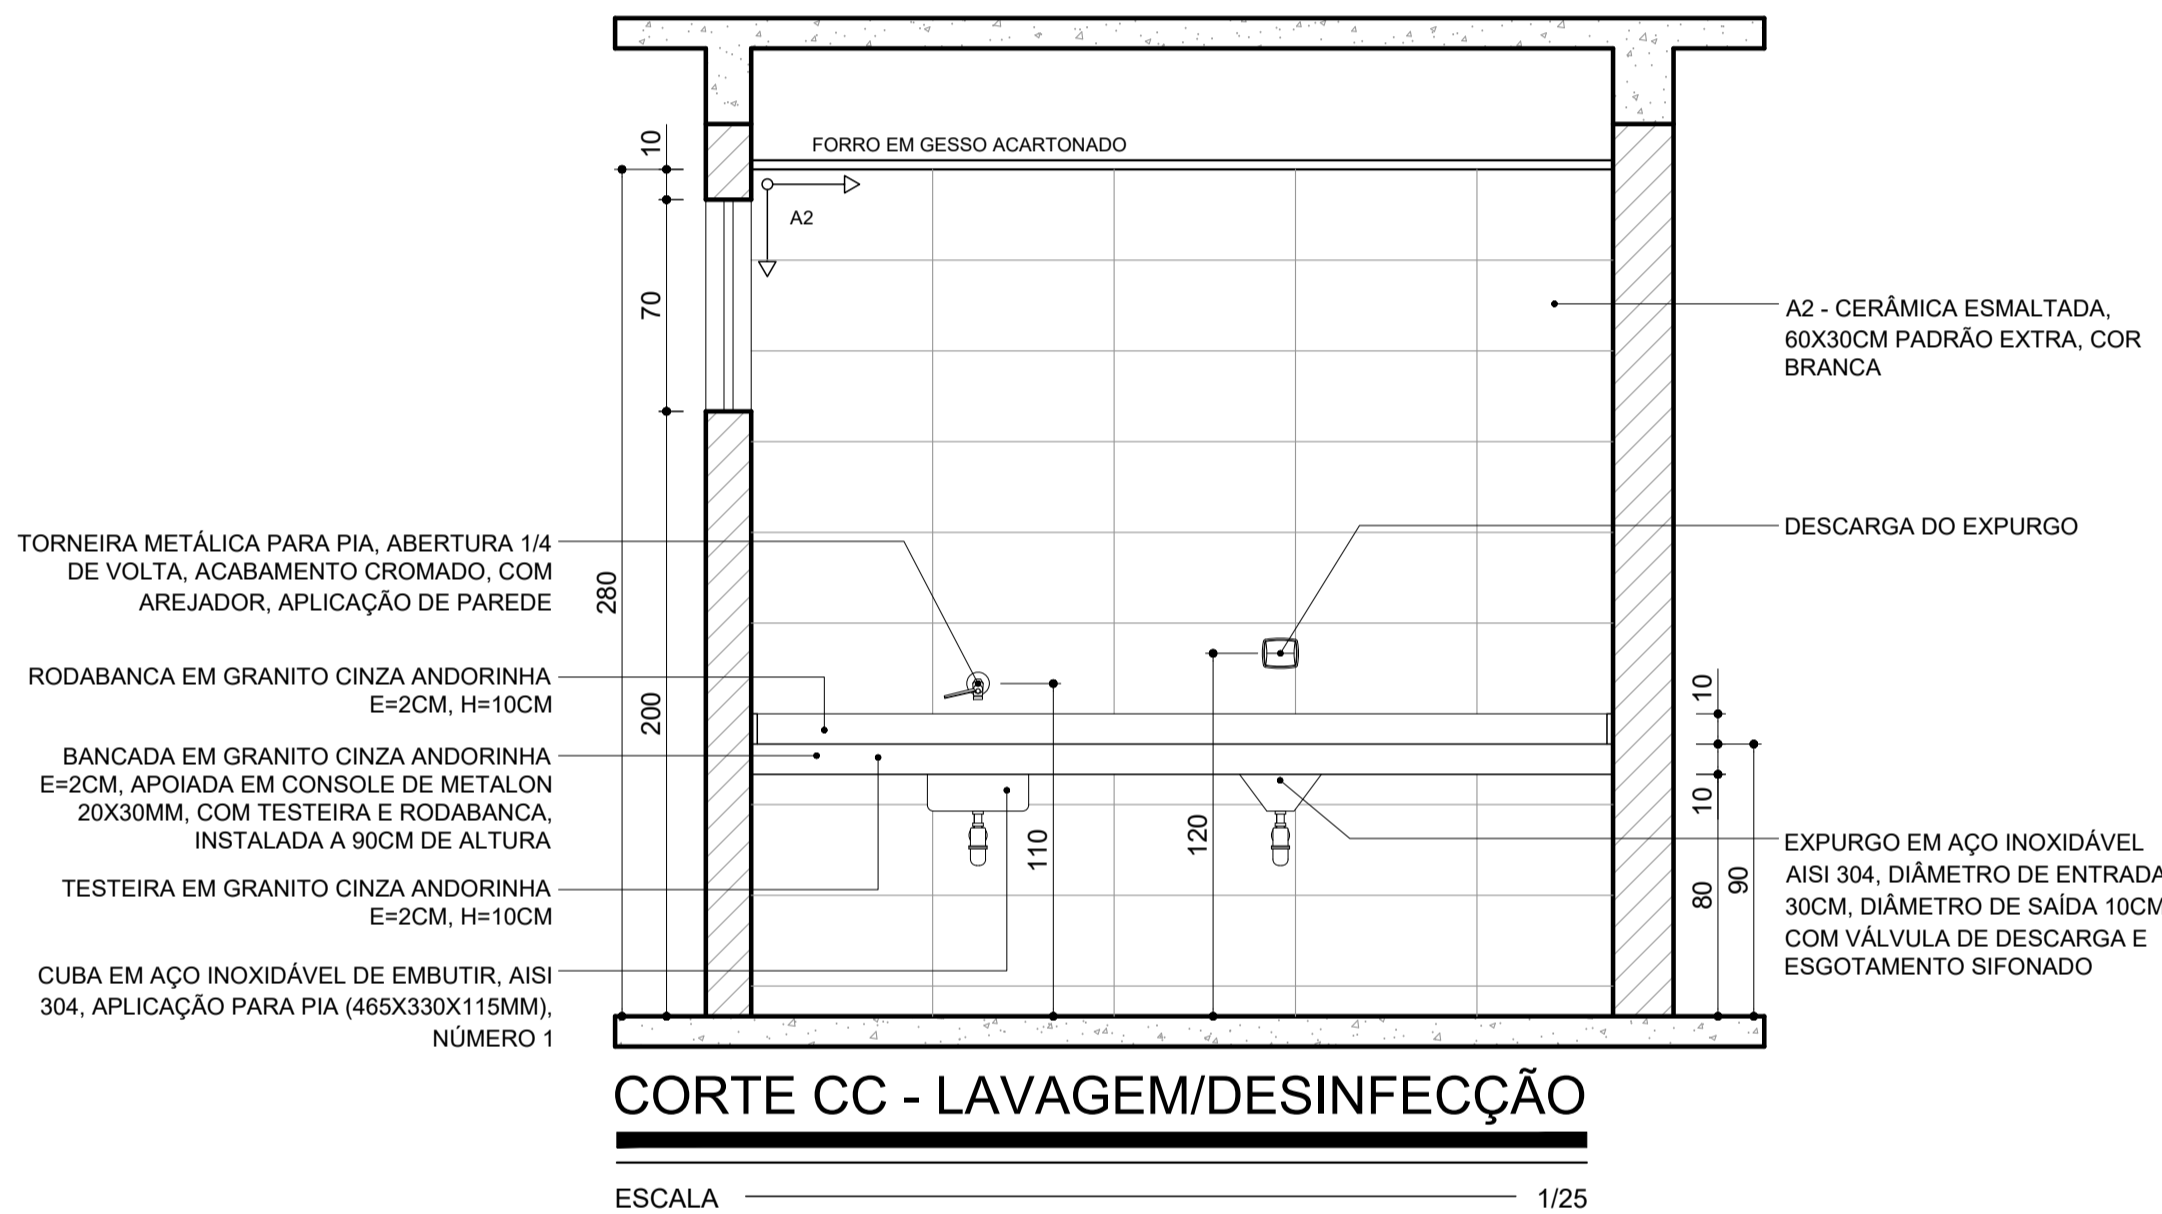 FORRO EM GESSO ACARTONADO
A2
10
70
280
200
TORNEIRA METÁLICA PARA PIA, ABERTURA 1/4
DE VOLTA, ACABAMENTO CROMADO, COM
AREJADOR, APLICAÇÃO DE PAREDE
RODABANCA EM GRANITO CINZA ANDORINHA
E=2CM, H=10CM
BANCADA EM GRANITO CINZA ANDORINHA
E=2CM, APOIADA EM CONSOLE DE METALON
20X30MM, COM TESTEIRA E RODABANCA,
INSTALADA A 90CM DE ALTURA
TESTEIRA EM GRANITO CINZA ANDORINHA
E=2CM, H=10CM
CUBA EM AÇO INOXIDÁVEL DE EMBUTIR, AISI
304, APLICAÇÃO PARA PIA (465X330X115MM),
NÚMERO 1
110
120
A2 - CERÂMICA ESMALTADA,
60X30CM PADRÃO EXTRA, COR
BRANCA
DESCARGA DO EXPURGO
10
10
80
90
EXPURGO EM AÇO INOXIDÁVEL
AISI 304, DIÂMETRO DE ENTRADA
30CM, DIÂMETRO DE SAÍDA 10CM
COM VÁLVULA DE DESCARGA E
ESGOTAMENTO SIFONADO
CORTE CC - LAVAGEM/DESINFECÇÃO
ESCALA 1/25